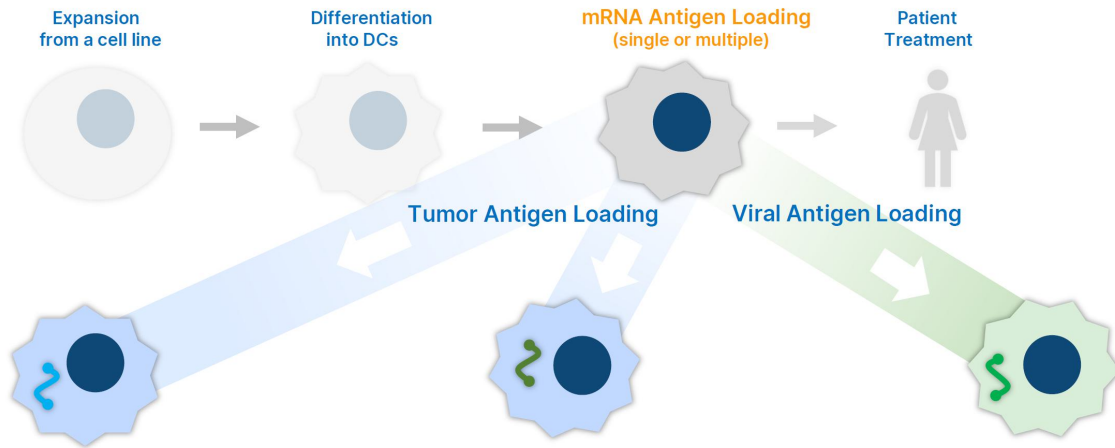 Expansion
from a cell line
Differentiation
into DCs
mRNA Antigen Loading
(single or multiple)
Patient
Treatment
Tumor Antigen Loading
Viral Antigen Loading